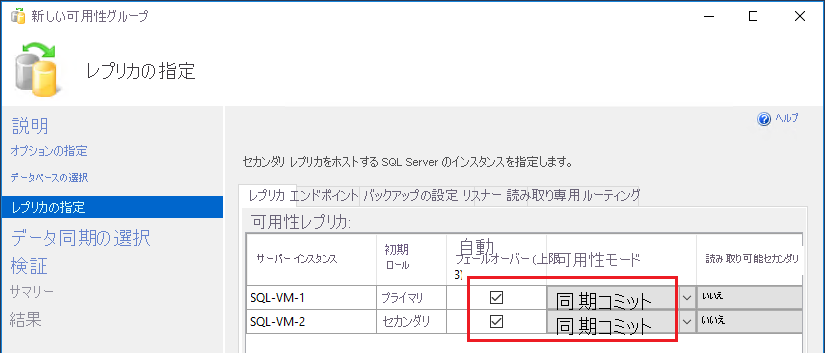 新しい可用性グループ
レプリカの指定
説明
オプションの指定
データベースの選択
レプリカの指定
データ同期の選択
検証
サマリー
結果
ヘルプ
セカンダリ レプリカをホストする SQL Server のインスタンスを指定します。
レプリカ エンドポイント バックアップの設定 リスナー 読み取り専用 ルーティング
可用性レプリカ:
サーバー インスタンス 初期 ロール 自動 フェールオーバー (上限 3) 可用性モード 読み取り可能セカンダリ
SQL-VM-1 プライマリ 同期コミット いいえ
SQL-VM-2 セカンダリ 同期コミット いいえ